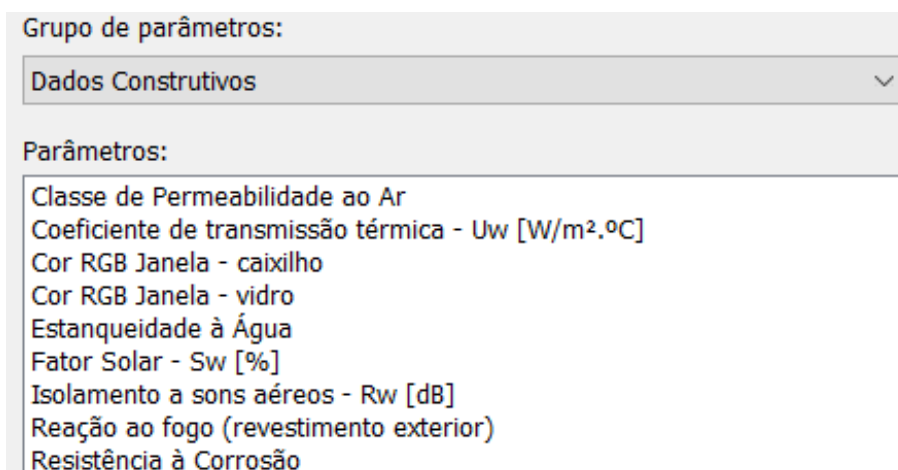 Grupo de parâmetros:
Dados Construtivos
Parâmetros:
Classe de Permeabilidade ao Ar
Coeficiente de transmissão térmica - Uw [W/m².ºC]
Cor RGB Janela - caixilho
Cor RGB Janela - vidro
Estanqueidade à Água
Fator Solar - Sw [%]
Isolamento a sons aéreos - Rw [dB]
Reação ao fogo (revestimento exterior)
Resistência à Corrosão